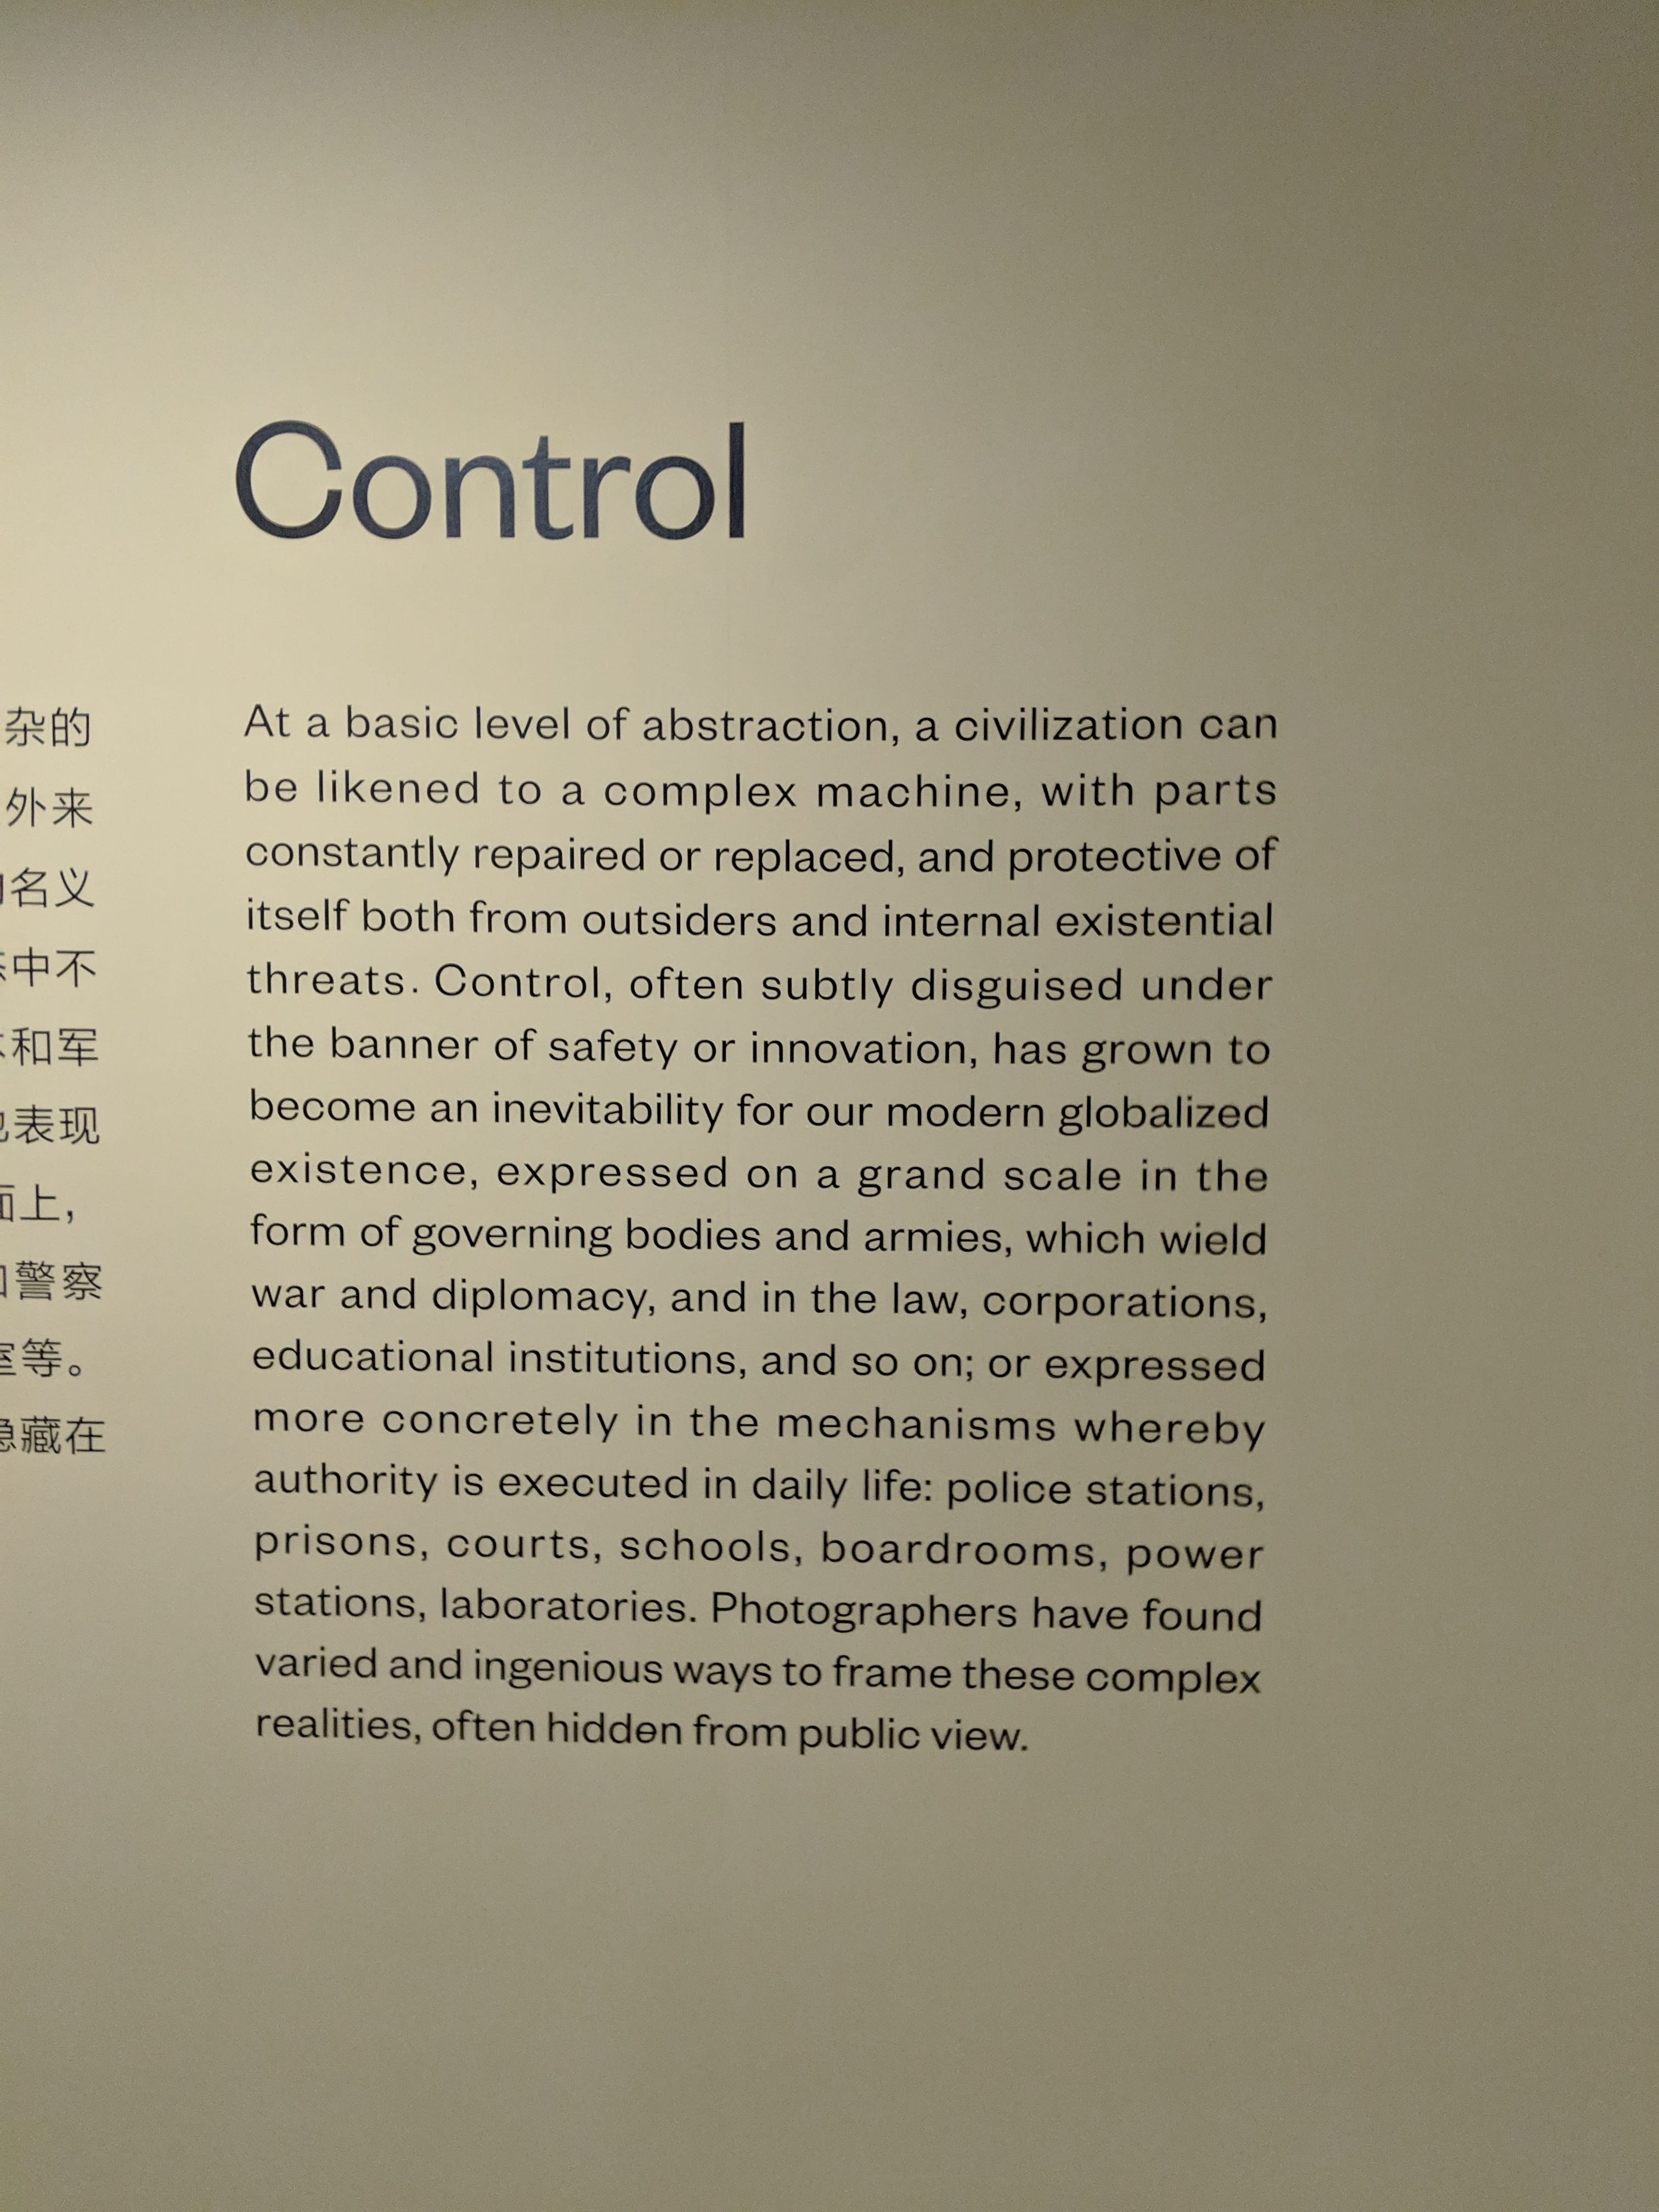 Control
杂的
外来
名义
中不
和军
表现
面上，
警察
室等。
隐藏在
At a basic level of abstraction, a civilization can
be likened to a complex machine, with parts
constantly repaired or replaced, and protective of
itself both from outsiders and internal existential
threats. Control, often subtly disguised under
the banner of safety or innovation, has grown to
become an inevitability for our modern globalized
existence, expressed on a grand scale in the
form of governing bodies and armies, which wield
war and diplomacy, and in the law, corporations,
educational institutions, and so on; or expressed
more concretely in the mechanisms whereby
authority is executed in daily life: police stations,
prisons, courts, schools, boardrooms, power
stations, laboratories. Photographers have found
varied and ingenious ways to frame these complex
realities, often hidden from public view.